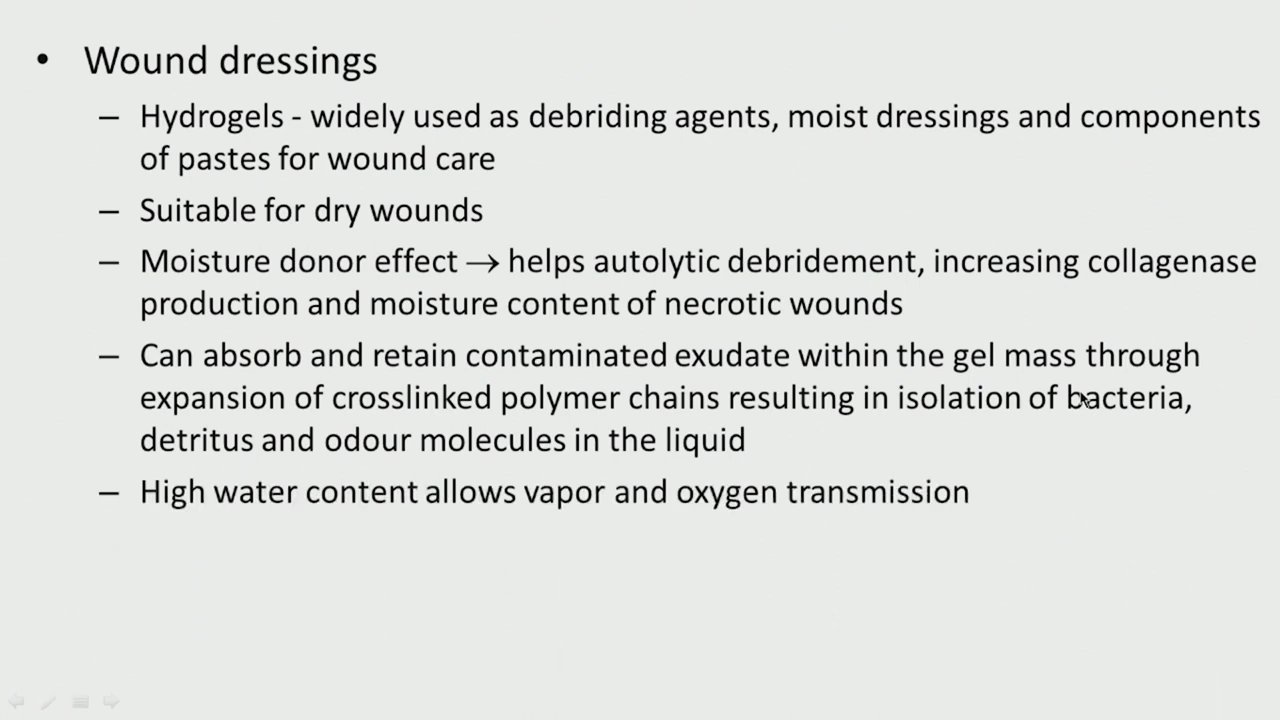 • Wound dressings
– Hydrogels - widely used as debriding agents, moist dressings and components
of pastes for wound care
– Suitable for dry wounds
– Moisture donor effect → helps autolytic debridement, increasing collagenase
production and moisture content of necrotic wounds
– Can absorb and retain contaminated exudate within the gel mass through
expansion of crosslinked polymer chains resulting in isolation of bacteria,
detritus and odour molecules in the liquid
– High water content allows vapor and oxygen transmission